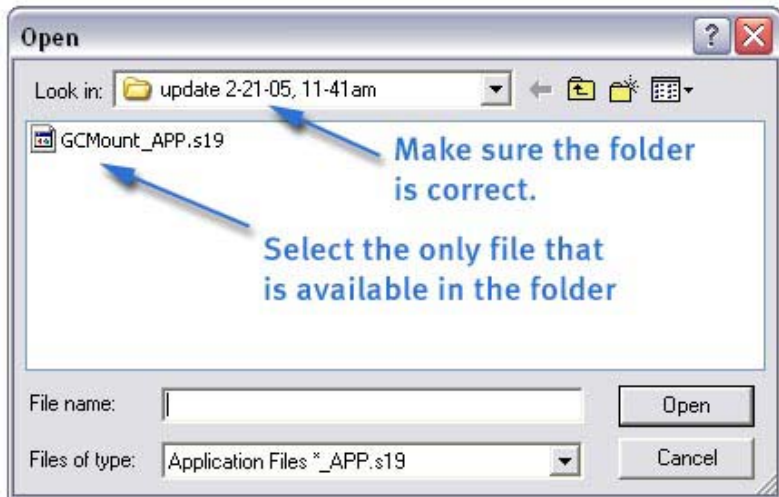 Open
Look in: update 2-21-05, 11-41am
GCMount_APP.s19
Make sure the folder
is correct.
Select the only file that
is available in the folder
File name:
Open
Files of type: Application Files *_APP.s19
Cancel